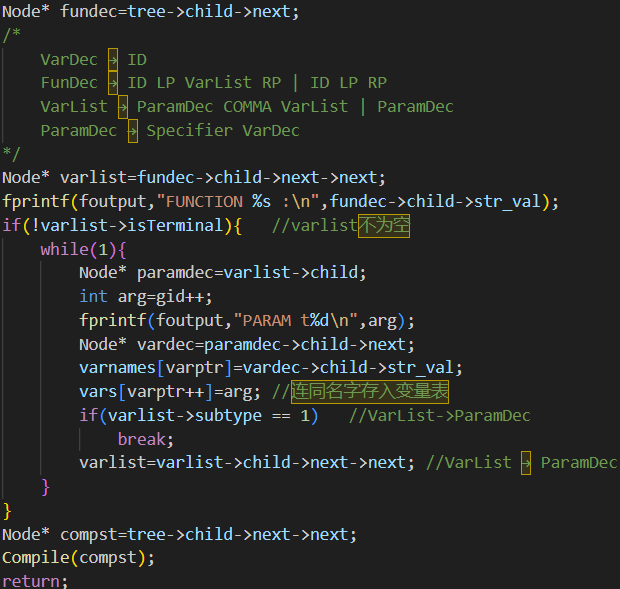 Node* fundec=tree->child->next;
/*
    VarDec → ID
    FunDec → ID LP VarList RP | ID LP RP
    VarList → ParamDec COMMA VarList | ParamDec
    ParamDec → Specifier VarDec
*/
Node* varlist=fundec->child->next->next;
fprintf(foutput,"FUNCTION %s :\n",fundec->child->str_val);
if(!varlist->isTerminal){   //varlist不为空
    while(1){
        Node* paramdec=varlist->child;
        int arg=gid++;
        fprintf(foutput,"PARAM t%d\n",arg);
        Node* vardec=paramdec->child->next;
        varnames[varptr]=vardec->child->str_val;
        vars[varptr++]=arg; //连同名字存入变量表
        if(varlist->subtype == 1)   //VarList->ParamDec
            break;
        varlist=varlist->child->next->next; //VarList → ParamDec
    }
}
Node* compst=tree->child->next->next;
Compile(compst);
return;